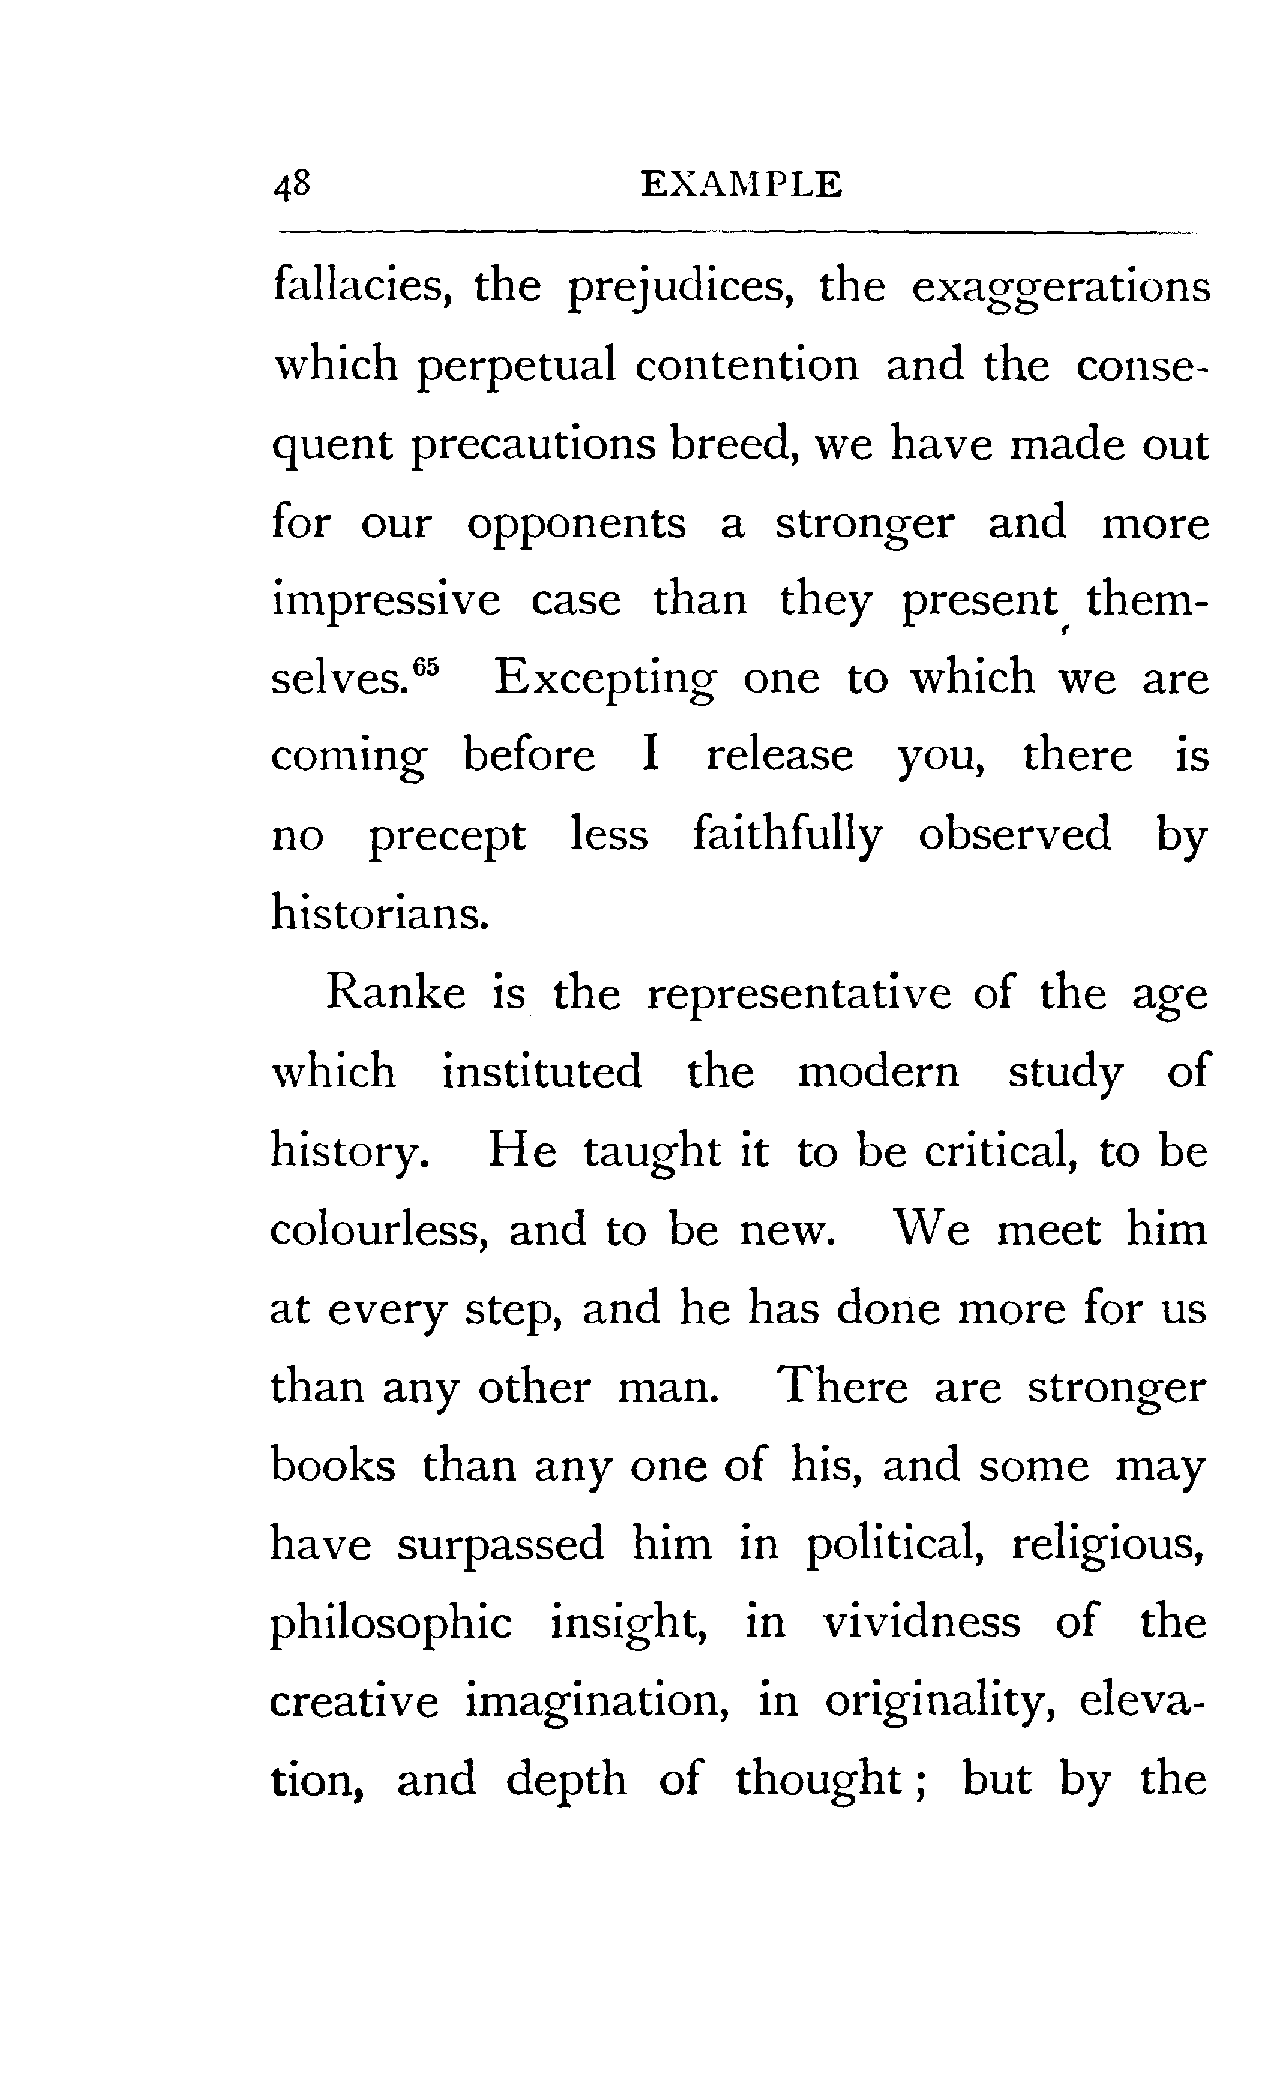 48 EXAMPLE
fallacies, the prejudices, the exaggerations
which perpetual contention and the conse-
quent precautions breed, we have made out
for our opponents a stronger and more
impressive case than they present them-
selves.⁶⁵ Excepting one to which we are
coming before I release you, there is
no precept less faithfully observed by
historians.
Ranke is the representative of the age
which instituted the modern study of
history. He taught it to be critical, to be
colourless, and to be new. We meet him
at every step, and he has done more for us
than any other man. There are stronger
books than any one of his, and some may
have surpassed him in political, religious,
philosophic insight, in vividness of the
creative imagination, in originality, eleva-
tion, and depth of thought ; but by the